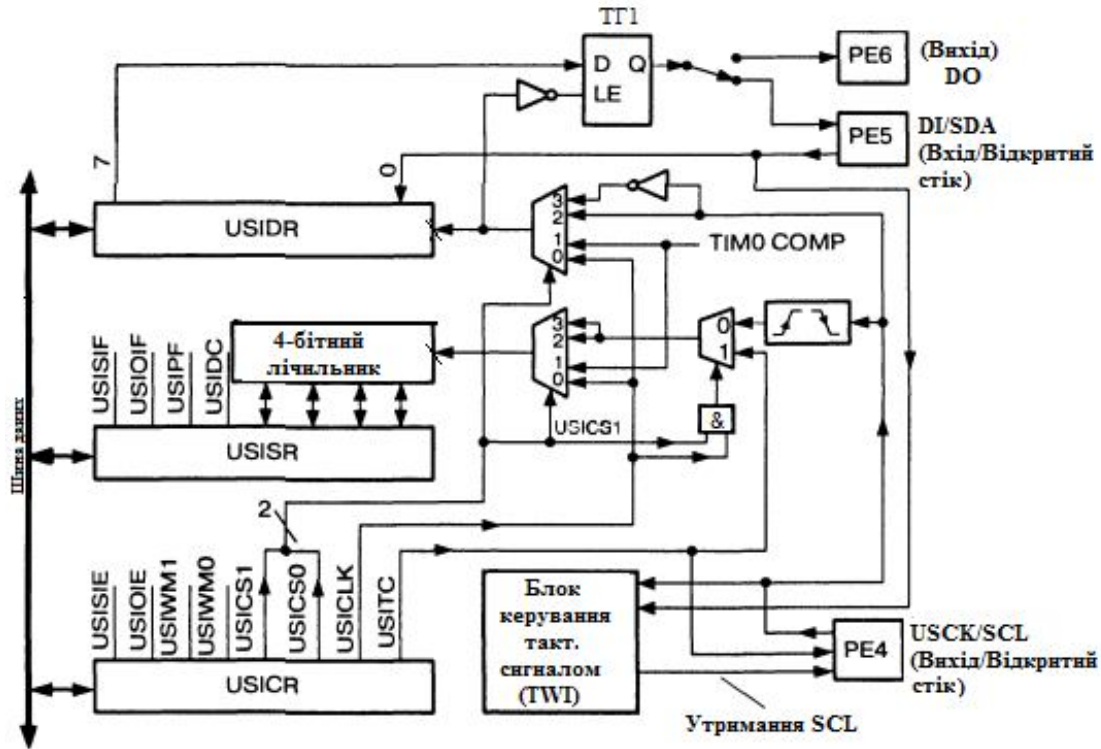 ТГ1
D Q
LE
PE6
(Вихід)
DO
PE5
DI/SDA
(Вхід/Відкритий
стік)
7
0
USIDR
3
2
1
0
TIM0 COMP
4-бітний
лічильник
3
2
1
0
0
1
&
USICS1
USISIF
USIOIF
USIPF
USIDC
USISR
Шина даних
2
USISIE
USIOIE
USIWM1
USIWM0
USICS1
USICS0
USICLK
USITC
USICR
Блок
керування
такт.
сигналом
(TWI)
PE4
USCK/SCL
(Вихід/Відкритий
стік)
Утримання SCL